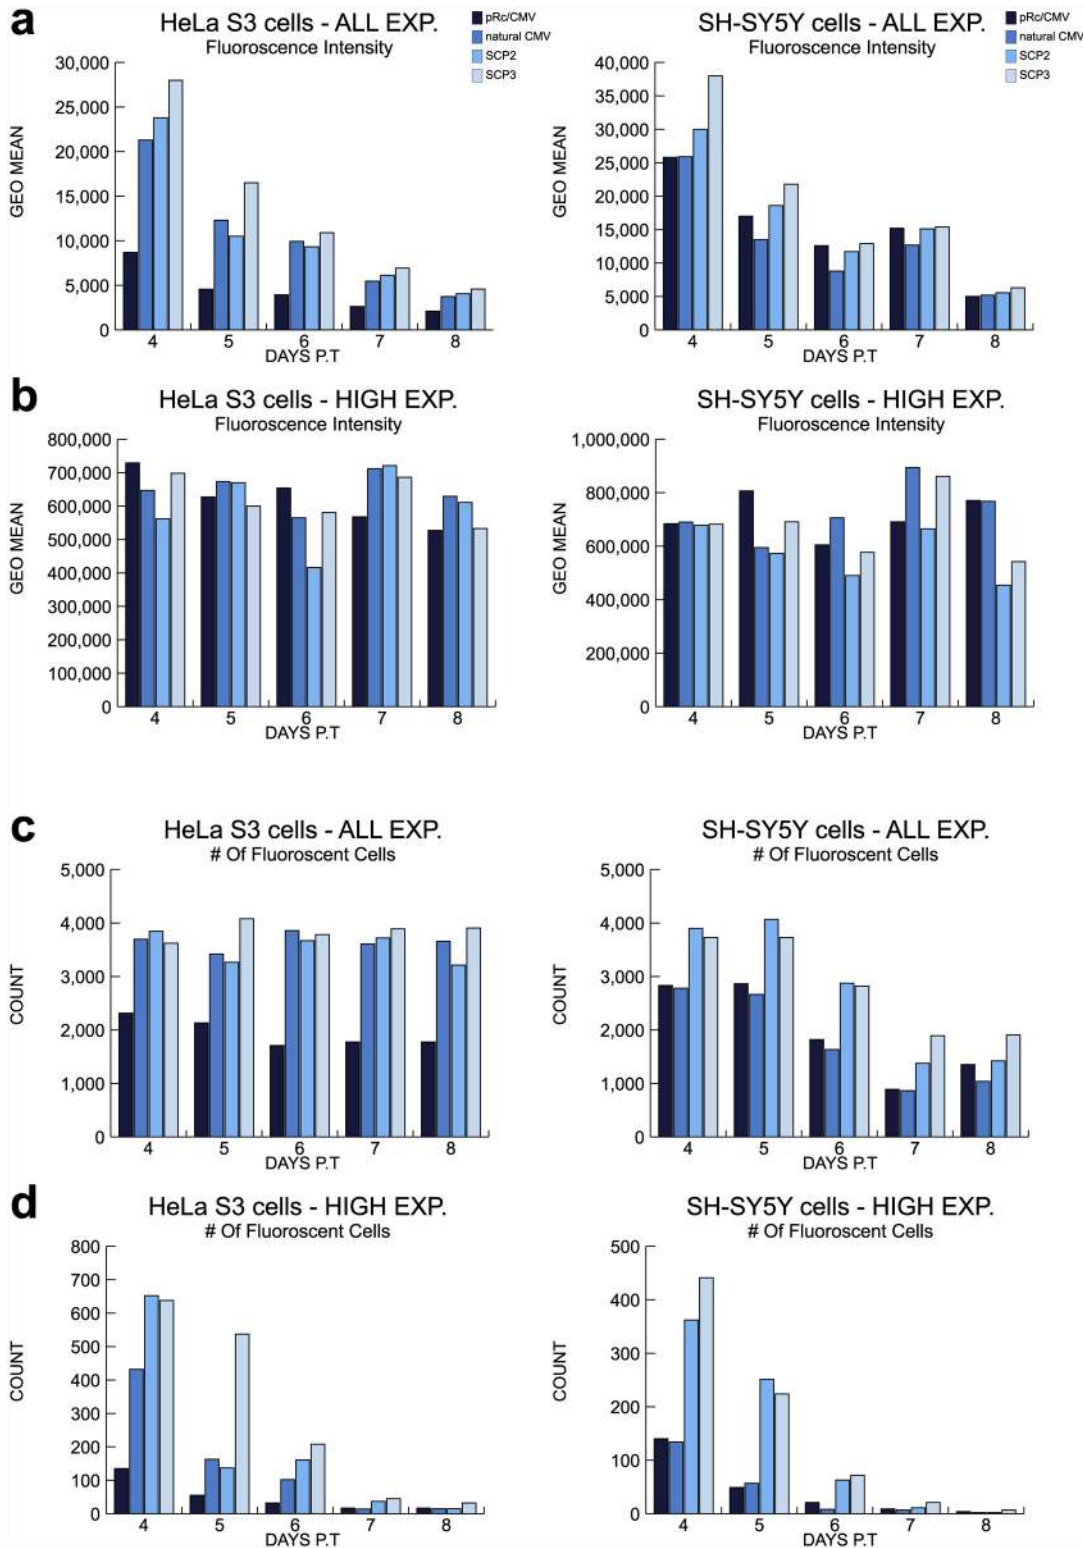 a
HeLa S3 cells - ALL EXP.
Fluoroscence Intensity
pRc/CMV
natural CMV
SCP2
SCP3
GEO MEAN
30,000
25,000
20,000
15,000
10,000
5,000
0
4 5 6 7 8
DAYS P.T
SH-SY5Y cells - ALL EXP.
Fluoroscence Intensity
pRc/CMV
natural CMV
SCP2
SCP3
GEO MEAN
40,000
35,000
30,000
25,000
20,000
15,000
10,000
5,000
0
4 5 6 7 8
DAYS P.T
b
HeLa S3 cells - HIGH EXP.
Fluoroscence Intensity
GEO MEAN
800,000
700,000
600,000
500,000
400,000
300,000
200,000
100,000
0
4 5 6 7 8
DAYS P.T
SH-SY5Y cells - HIGH EXP.
Fluoroscence Intensity
GEO MEAN
1,000,000
800,000
600,000
400,000
200,000
0
4 5 6 7 8
DAYS P.T
c
HeLa S3 cells - ALL EXP.
# Of Fluoroscent Cells
COUNT
5,000
4,000
3,000
2,000
1,000
0
4 5 6 7 8
DAYS P.T
SH-SY5Y cells - ALL EXP.
# Of Fluoroscent Cells
COUNT
5,000
4,000
3,000
2,000
1,000
0
4 5 6 7 8
DAYS P.T
d
HeLa S3 cells - HIGH EXP.
# Of Fluoroscent Cells
COUNT
800
700
600
500
400
300
200
100
0
4 5 6 7 8
DAYS P.T
SH-SY5Y cells - HIGH EXP.
# Of Fluoroscent Cells
COUNT
500
400
300
200
100
0
4 5 6 7 8
DAYS P.T